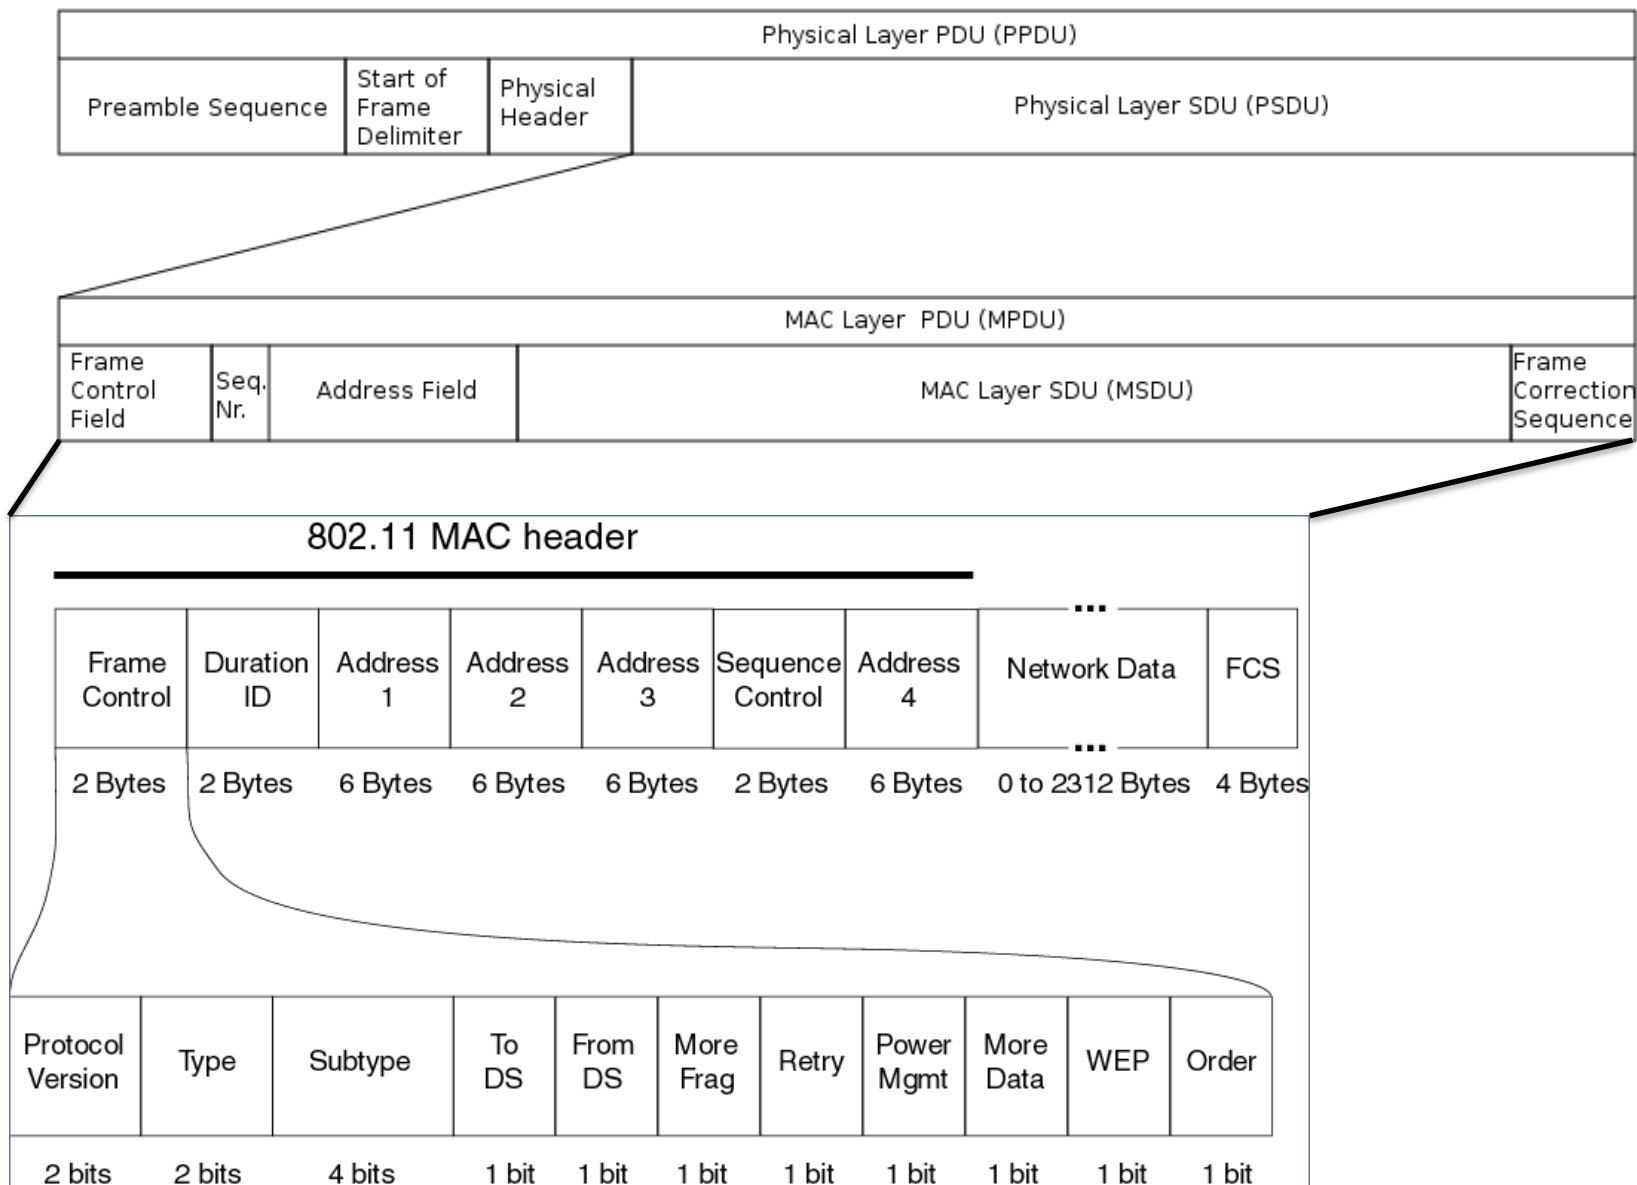 Physical Layer PDU (PPDU)
Preamble Sequence
Start of
Frame
Delimiter
Physical
Header
Physical Layer SDU (PSDU)
MAC Layer  PDU (MPDU)
Frame
Control
Field
Seq.
Nr.
Address Field
MAC Layer SDU (MSDU)
Frame
Correction
Sequence
802.11 MAC header
Frame
Control
Duration
ID
Address
1
Address
2
Address
3
Sequence
Control
Address
4
...
Network Data
...
FCS
2 Bytes
2 Bytes
6 Bytes
6 Bytes
6 Bytes
2 Bytes
6 Bytes
0 to 2312 Bytes
4 Bytes
Protocol
Version
Type
Subtype
To
DS
From
DS
More
Frag
Retry
Power
Mgmt
More
Data
WEP
Order
2 bits
2 bits
4 bits
1 bit
1 bit
1 bit
1 bit
1 bit
1 bit
1 bit
1 bit